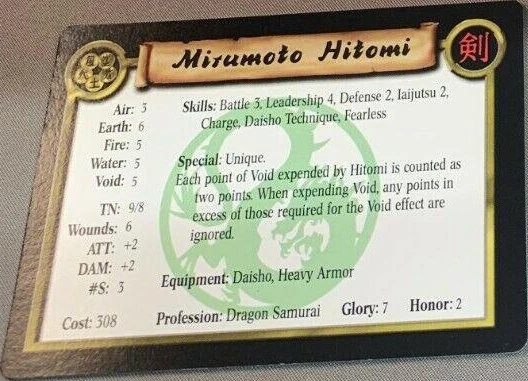 Mirumoto Hitomi
剣
Air: 3
Earth: 6
Fire: 5
Water: 5
Void: 5
TN: 9/8
Wounds: 6
ATT: +2
DAM: +2
#S: 3
Cost: 308
Skills: Battle 3, Leadership 4, Defense 2, Iaijutsu 2,
Charge, Daisho Technique, Fearless
Special: Unique.
Each point of Void expended by Hitomi is counted as
two points. When expending Void, any points in
excess of those required for the Void effect are
ignored.
Equipment: Daisho, Heavy Armor
Profession: Dragon Samurai Glory: 7 Honor: 2